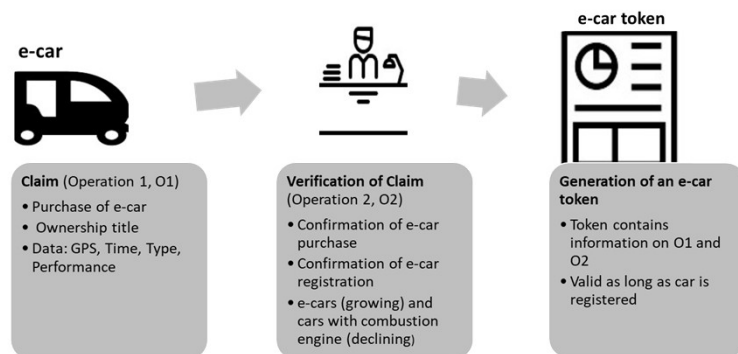 e-car token
e-car
Claim (Operation 1, O1)
• Purchase of e-car
• Ownership title
• Data: GPS, Time, Type,
Performance
Verification of Claim
(Operation 2, O2)
• Confirmation of e-car
purchase
• Confirmation of e-car
registration
• e-cars (growing) and
cars with combustion
engine (declining)
Generation of an e-car
token
• Token contains
information on O1 and
O2
• Valid as long as car is
registered